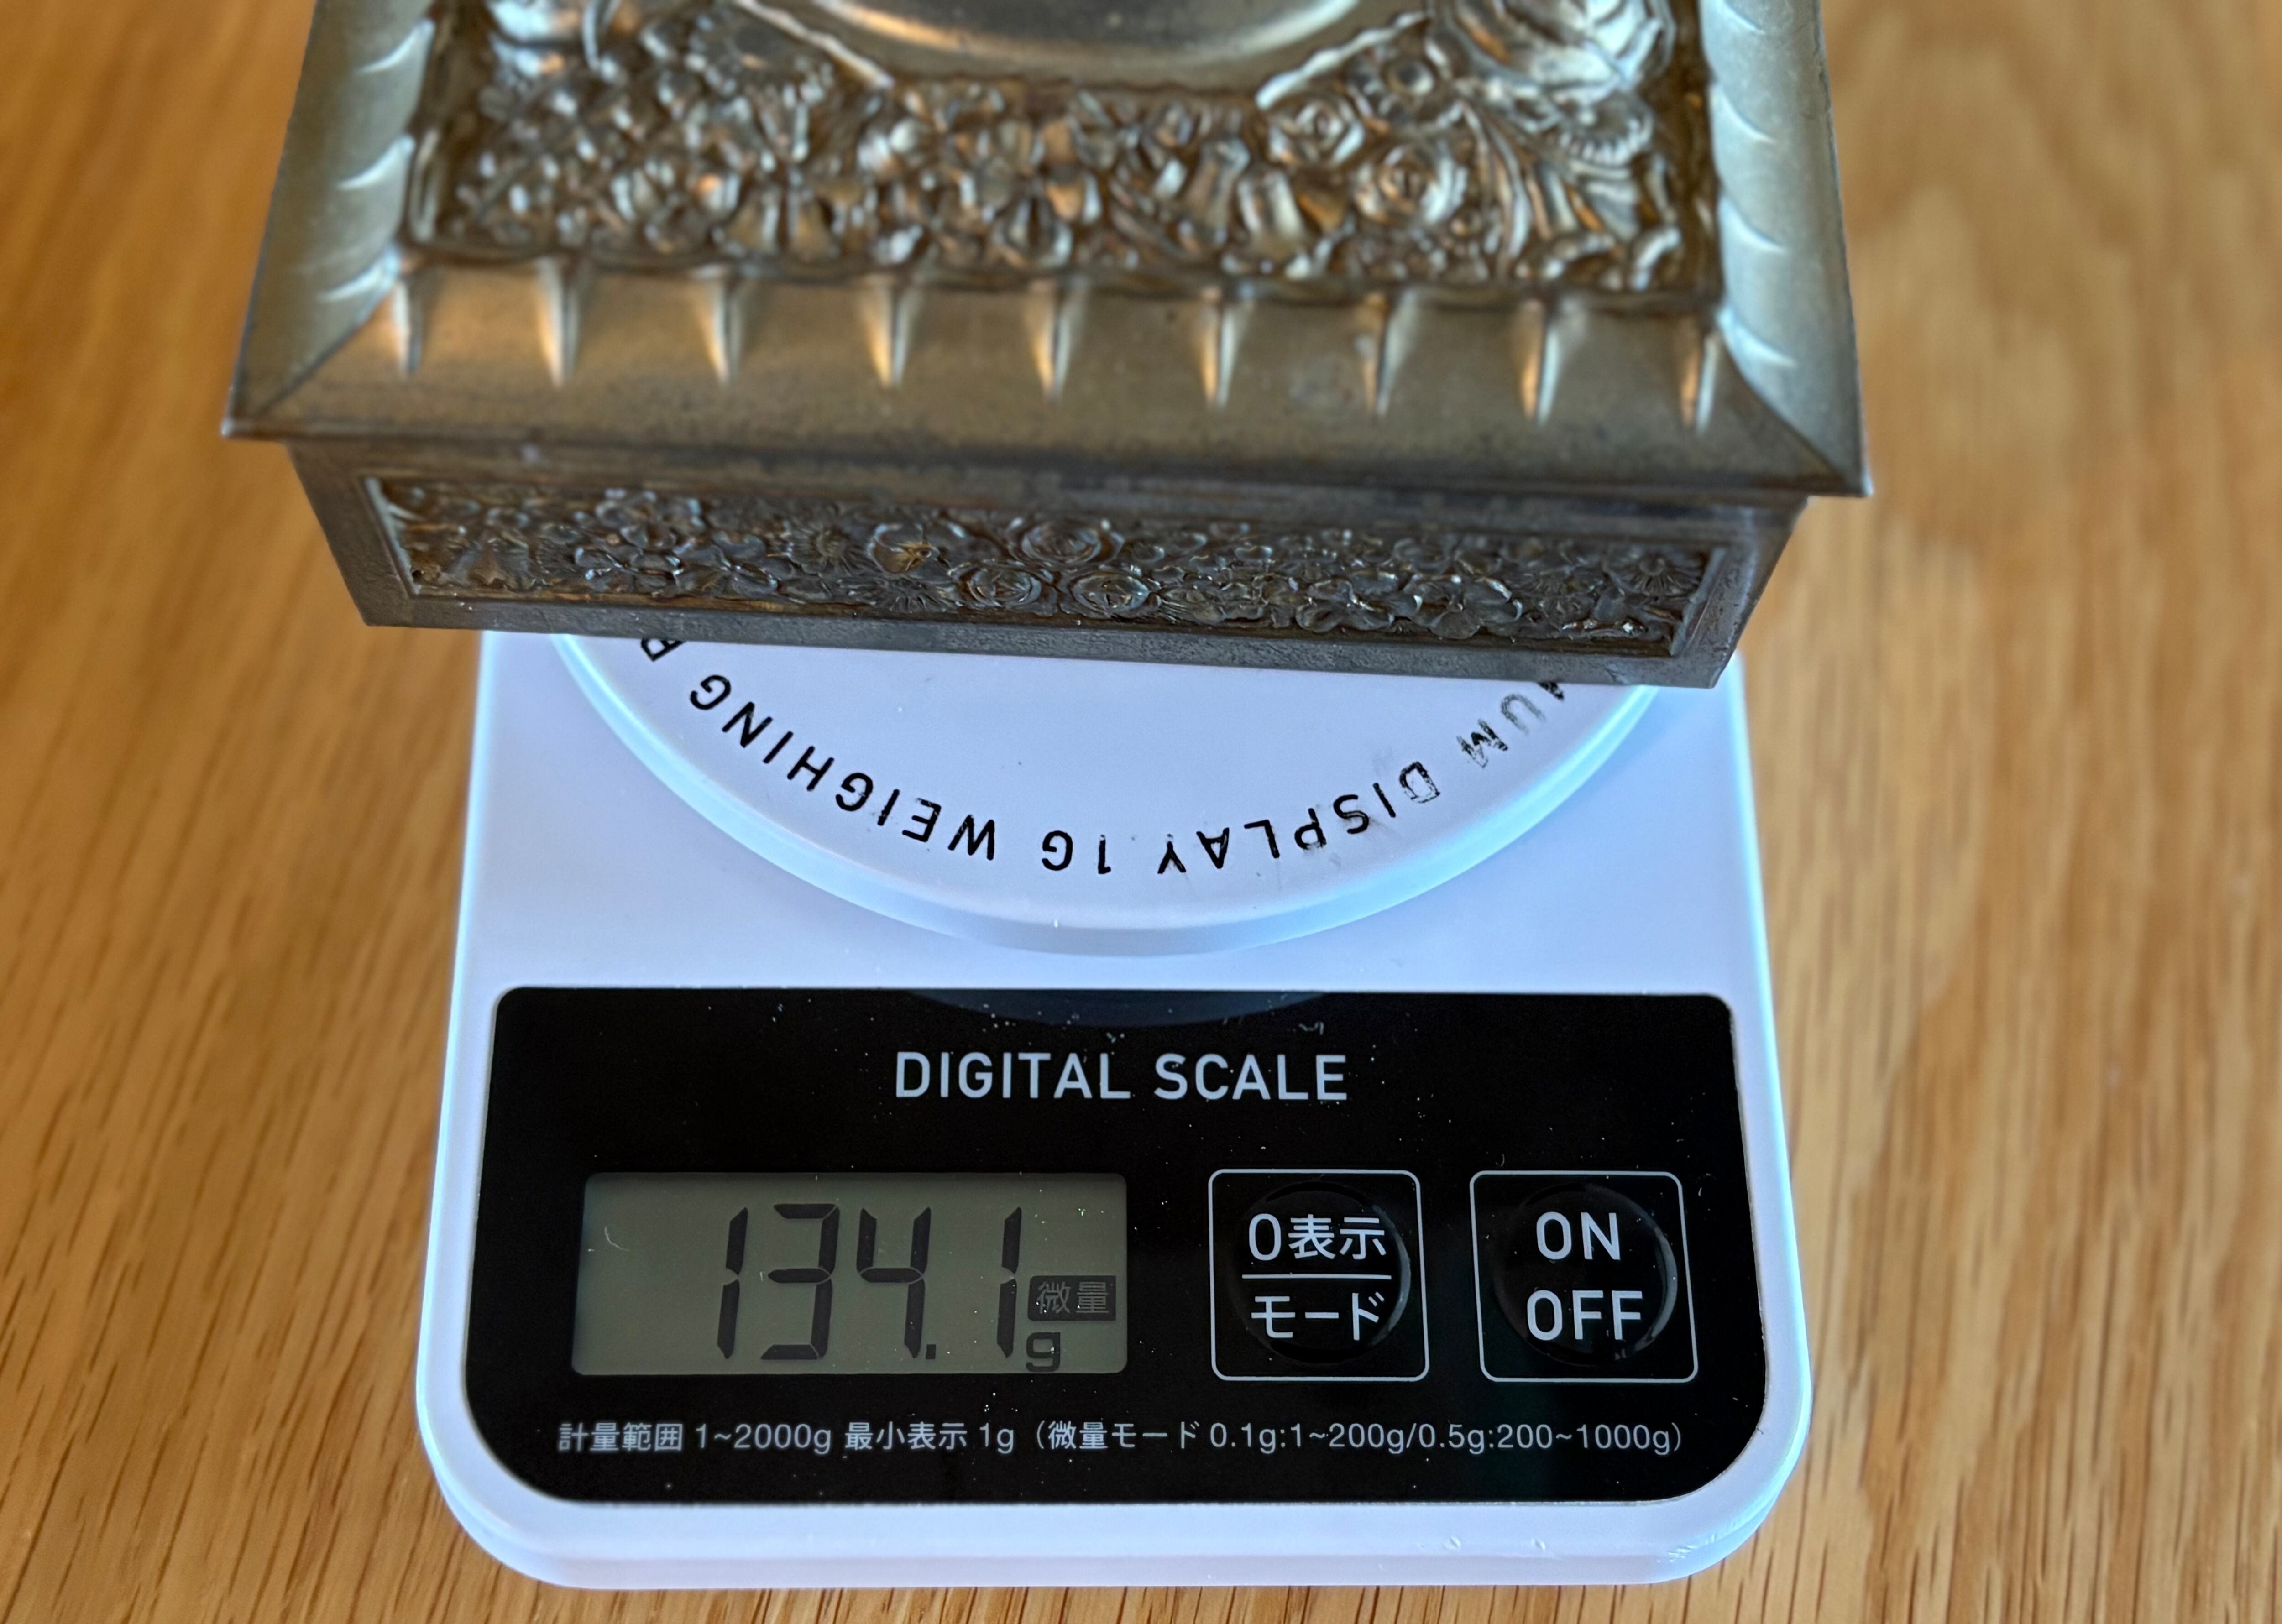 DISPLAY 1G WEIGHING
DIGITAL SCALE
134.1 g 微量
0表示
モード
ON
OFF
計量範囲 1~2000g 最小表示 1g（微量モード 0.1g:1~200g/0.5g:200~1000g）